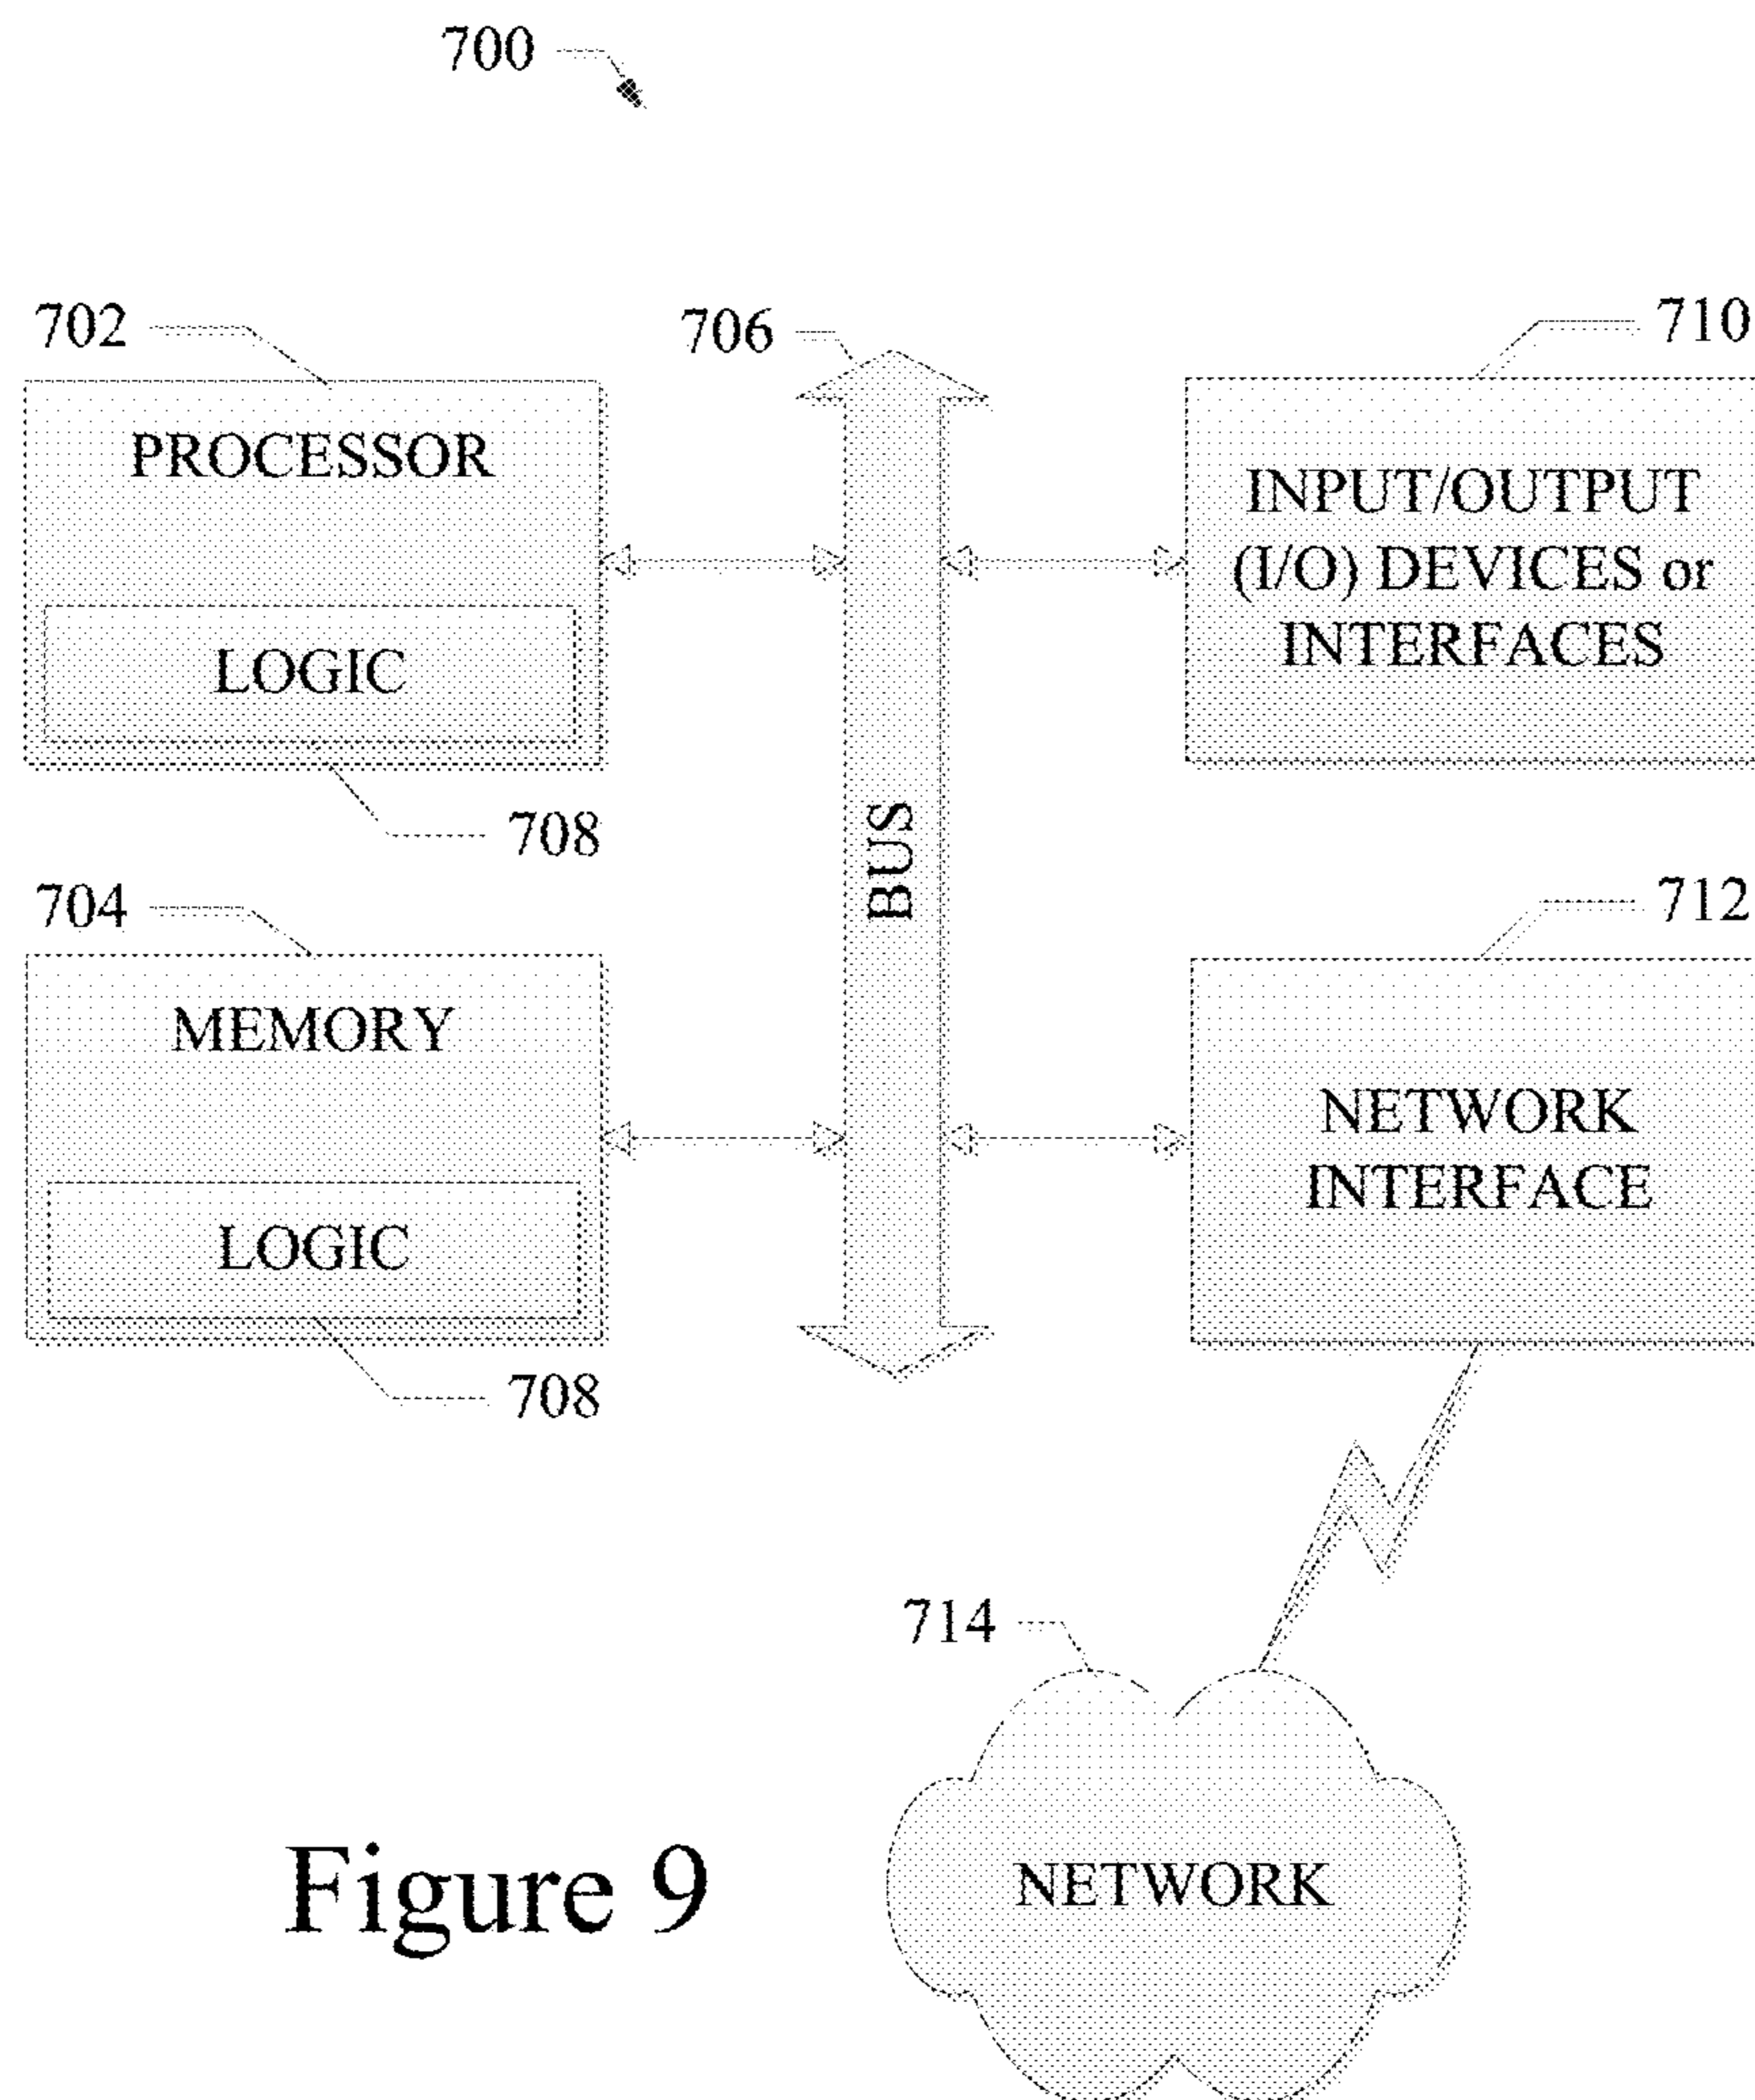 700
702
706
710
PROCESSOR
LOGIC
708
INPUT/OUTPUT
(I/O) DEVICES or
INTERFACES
BUS
704
MEMORY
LOGIC
708
712
NETWORK
INTERFACE
714
NETWORK
Figure 9